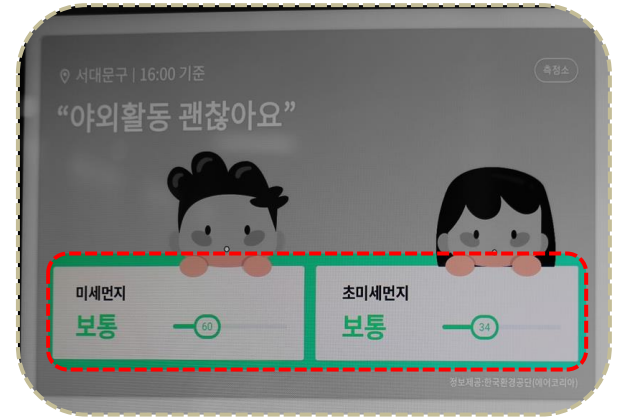 서대문구 | 16:00 기준
측정소
“야외활동 괜찮아요”
미세먼지
보통
60
초미세먼지
보통
34
정보제공:한국환경공단(에어코리아)